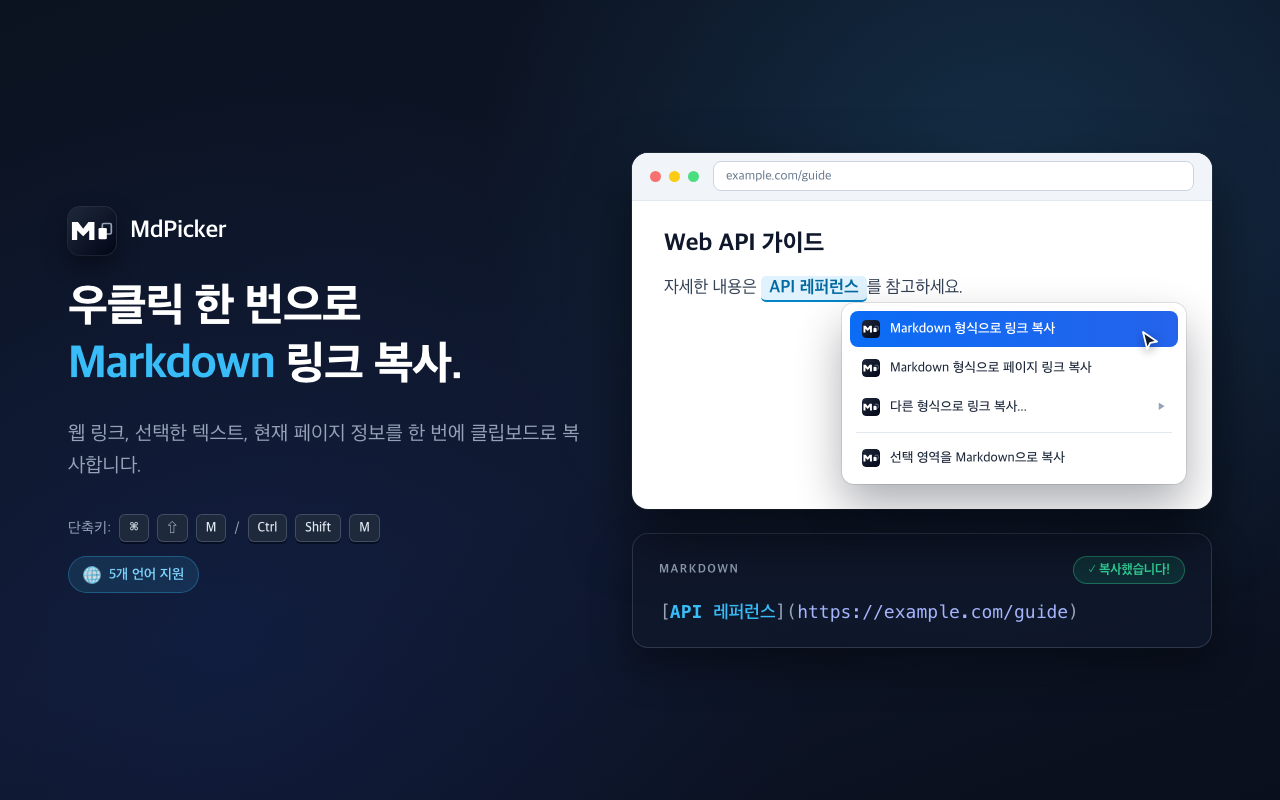 MdPicker
우클릭 한 번으로
Markdown 링크 복사.
웹 링크, 선택한 텍스트, 현재 페이지 정보를 한 번에 클립보드로 복
사합니다.
단축키: ⌘ ⇧ M / Ctrl Shift M
5개 언어 지원
example.com/guide
Web API 가이드
자세한 내용은 API 레퍼런스를 참고하세요.
Markdown 형식으로 링크 복사
Markdown 형식으로 페이지 링크 복사
다른 형식으로 링크 복사...
선택 영역을 Markdown으로 복사
MARKDOWN
✓ 복사했습니다!
[API 레퍼런스](https://example.com/guide)